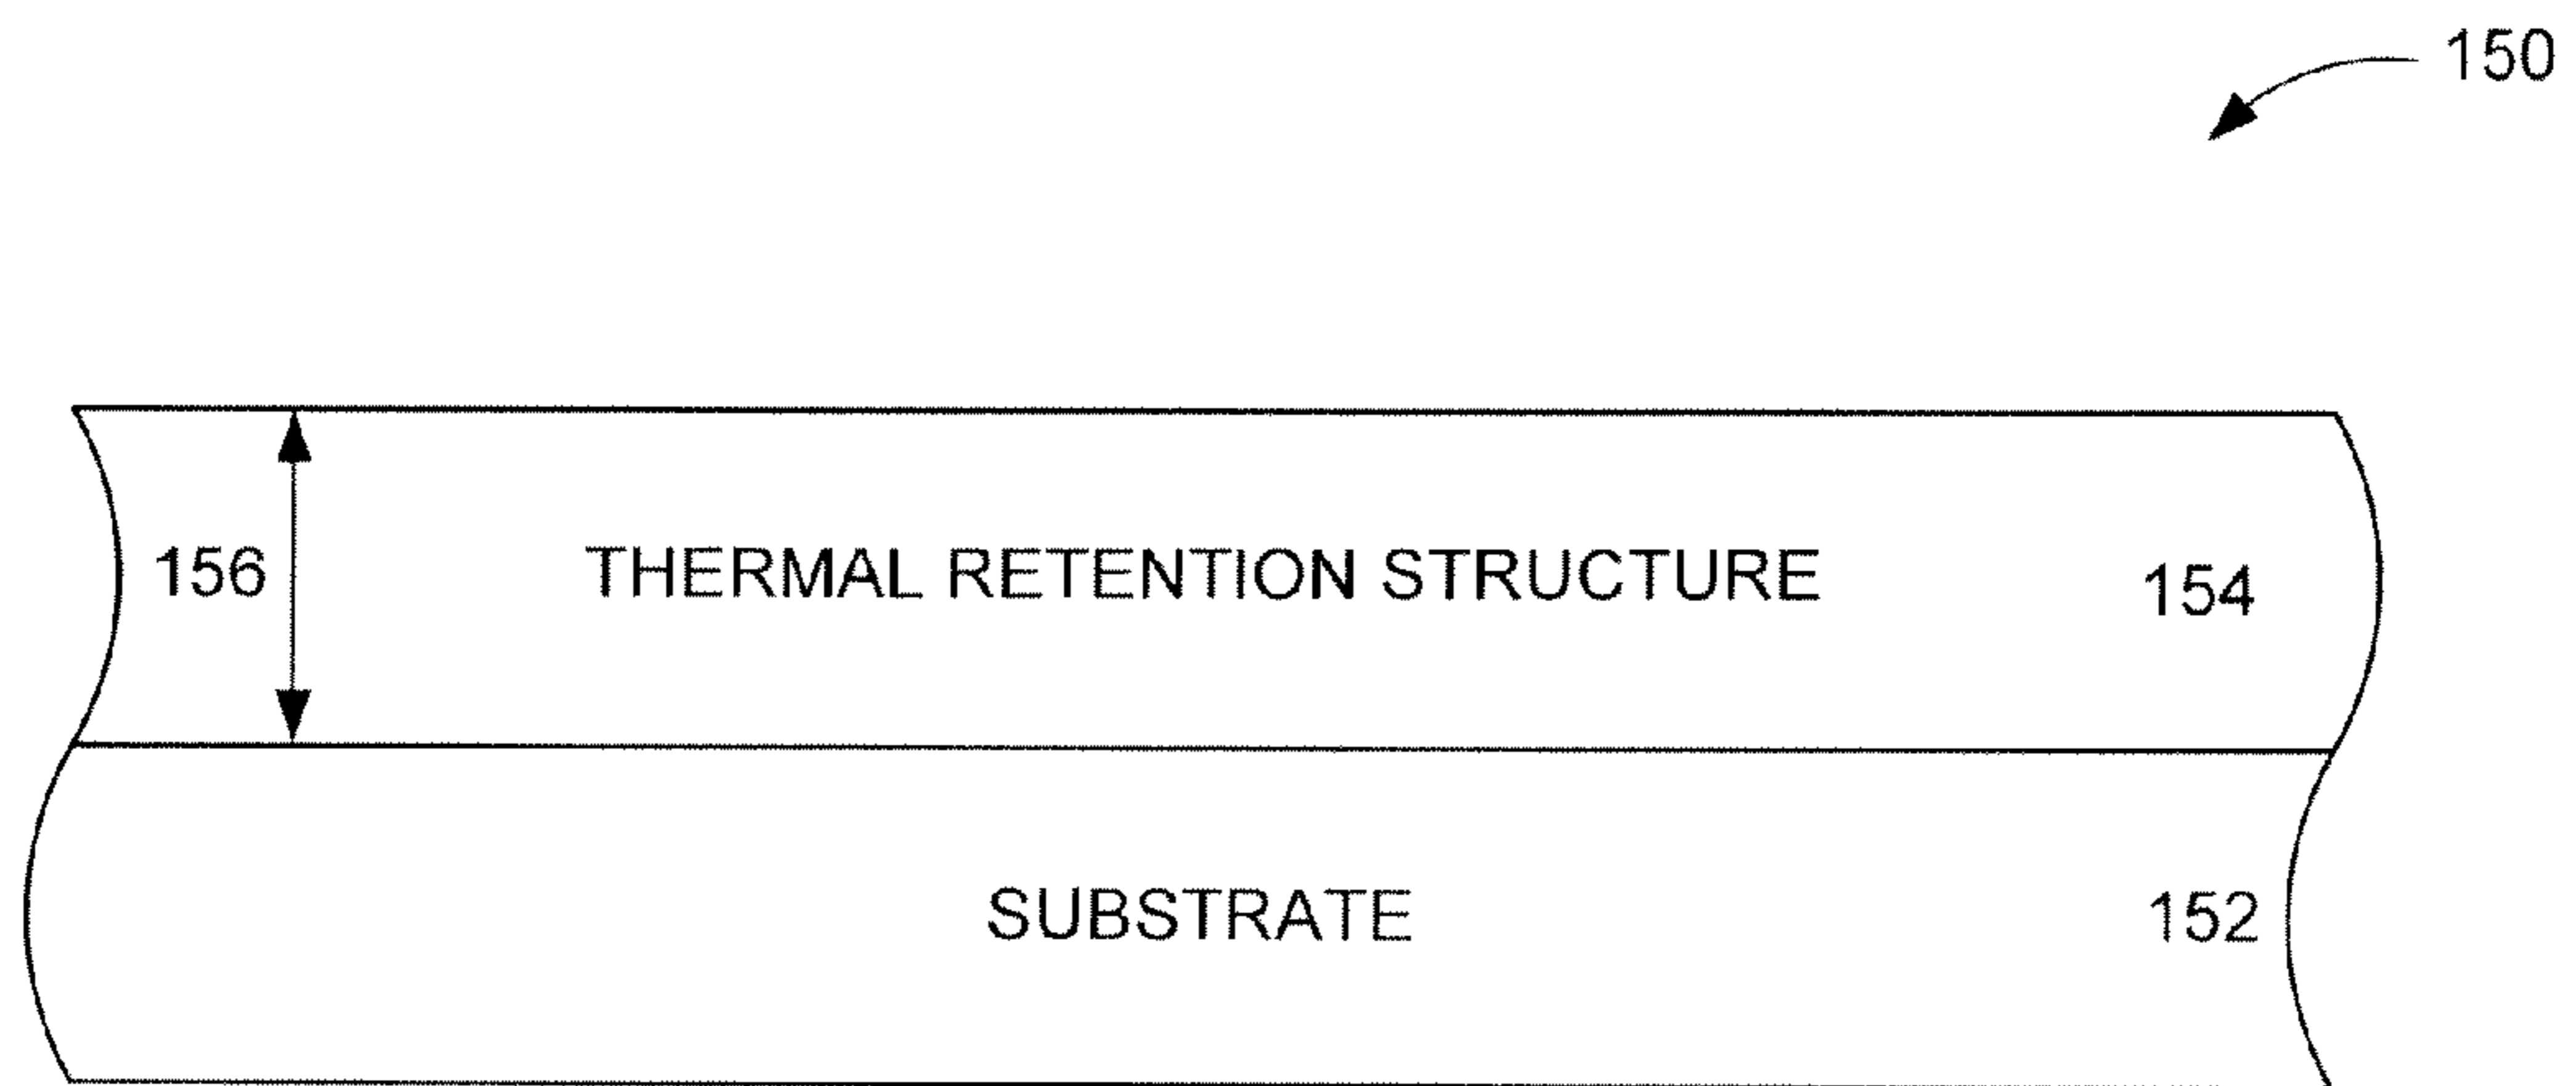 150
156 THERMAL RETENTION STRUCTURE 154
SUBSTRATE 152